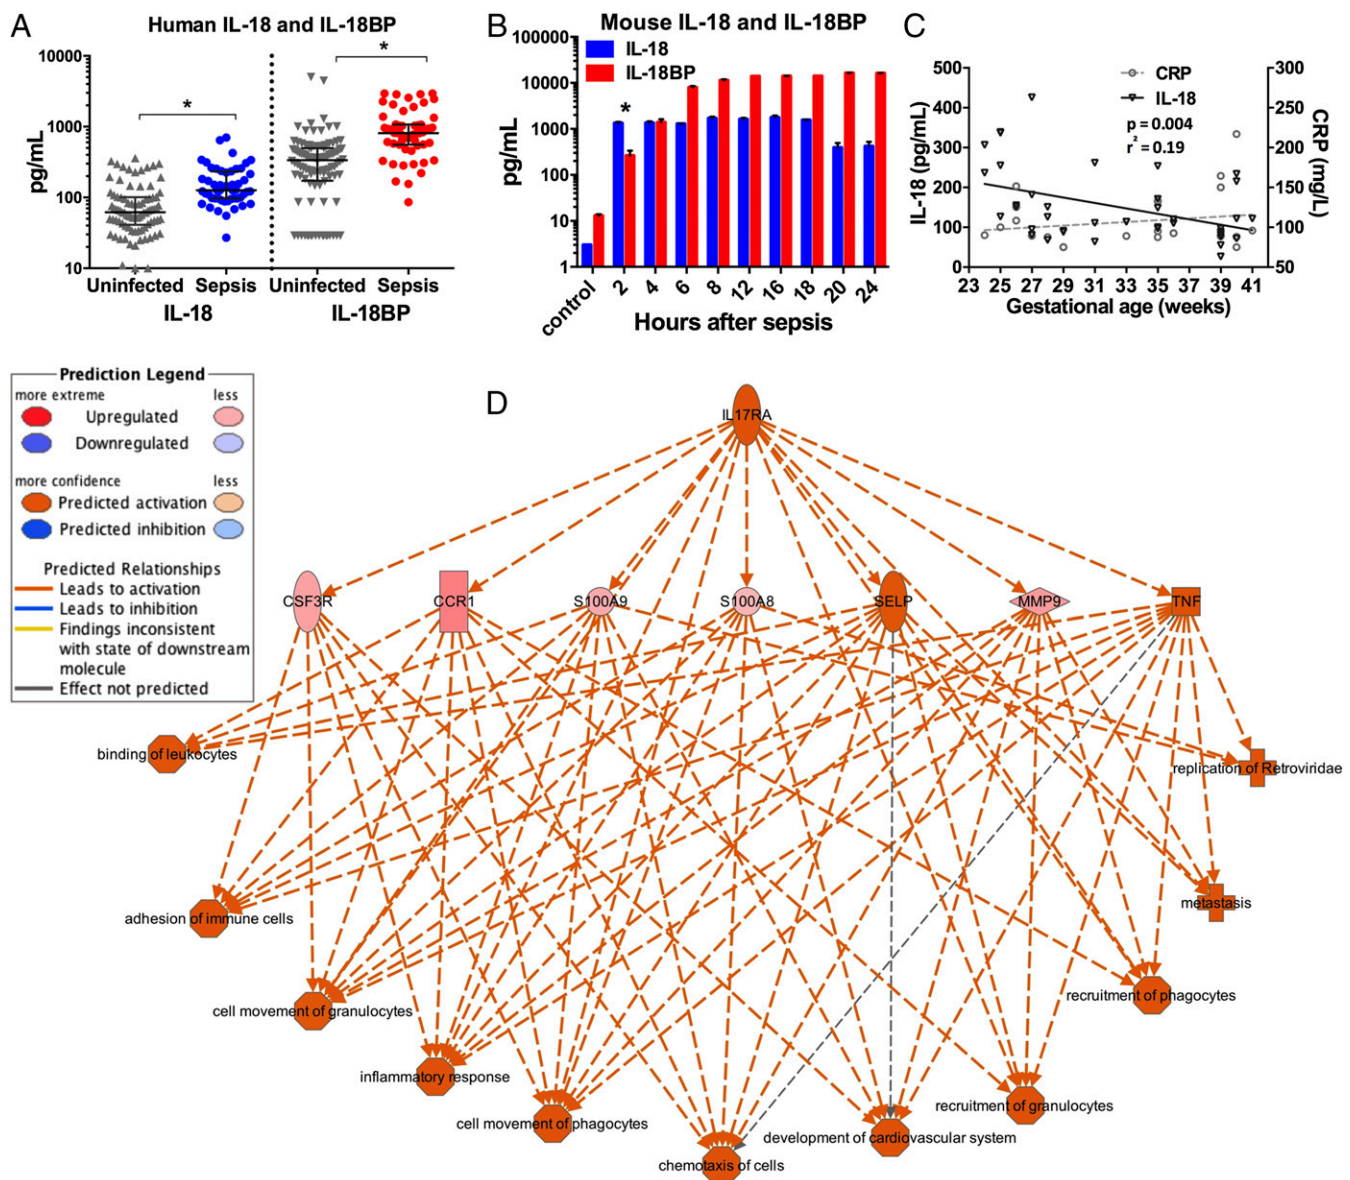 A
Human IL-18 and IL-18BP
10000
1000
100
10
pg/mL
*
*
Uninfected Sepsis Uninfected Sepsis
IL-18 IL-18BP
B
Mouse IL-18 and IL-18BP
100000
10000
1000
100
10
1
pg/mL
IL-18
IL-18BP
*
control 2 4 6 8 12 16 18 20 24
Hours after sepsis
C
500
400
300
200
100
0
IL-18 (pg/mL)
CRP
IL-18
p = 0.004
r² = 0.19
300
250
200
150
100
50
CRP (mg/L)
23 25 27 29 31 33 35 37 39 41
Gestational age (weeks)
Prediction Legend
more extreme less
Upregulated
Downregulated
more confidence less
Predicted activation
Predicted inhibition
Predicted Relationships
Leads to activation
Leads to inhibition
Findings inconsistent
with state of downstream
molecule
Effect not predicted
D
IL17RA
CSF3R CCR1 S100A9 S100A8 SELP MMP9 TNF
binding of leukocytes
replication of Retroviridae
adhesion of immune cells
metastasis
cell movement of granulocytes
recruitment of phagocytes
inflammatory response
cell movement of phagocytes
recruitment of granulocytes
development of cardiovascular system
chemotaxis of cells